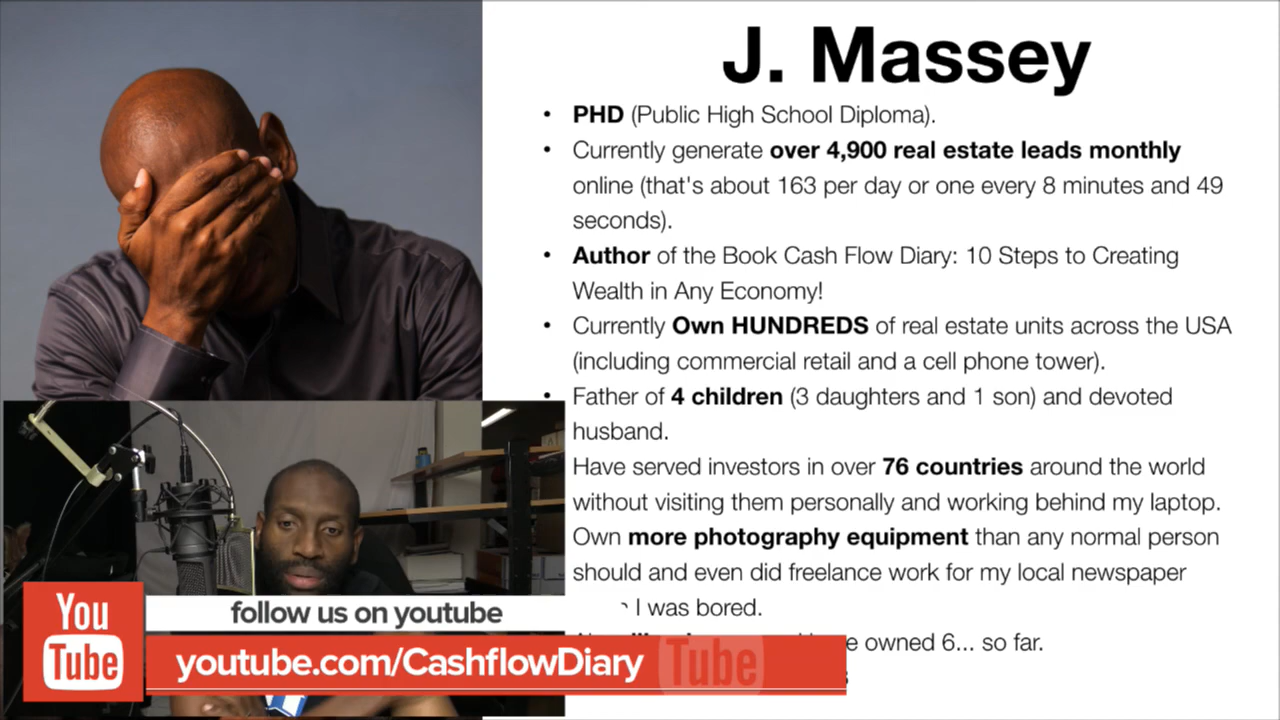 J. Massey
• PHD (Public High School Diploma).
• Currently generate over 4,900 real estate leads monthly
online (that's about 163 per day or one every 8 minutes and 49
seconds).
• Author of the Book Cash Flow Diary: 10 Steps to Creating
Wealth in Any Economy!
• Currently Own HUNDREDS of real estate units across the USA
(including commercial retail and a cell phone tower).
• Father of 4 children (3 daughters and 1 son) and devoted
husband.
Have served investors in over 76 countries around the world
without visiting them personally and working behind my laptop.
Own more photography equipment than any normal person
should and even did freelance work for my local newspaper
I was bored.
owned 6... so far.
follow us on youtube
You
Tube
youtube.com/CashflowDiary
Tube